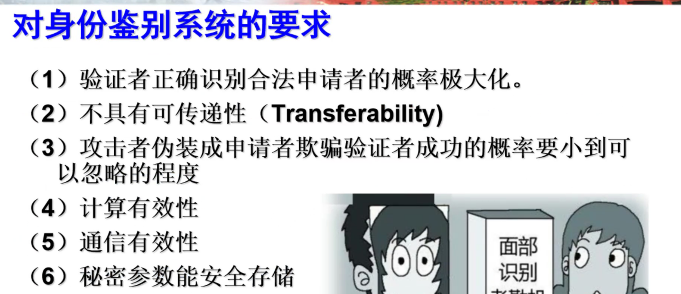 对身份鉴别系统的要求
（1）验证者正确识别合法申请者的概率极大化。
（2）不具有可传递性（Transferability)
（3）攻击者伪装成申请者欺骗验证者成功的概率要小到可
以忽略的程度
（4）计算有效性
（5）通信有效性
（6）秘密参数能安全存储
面部
识别